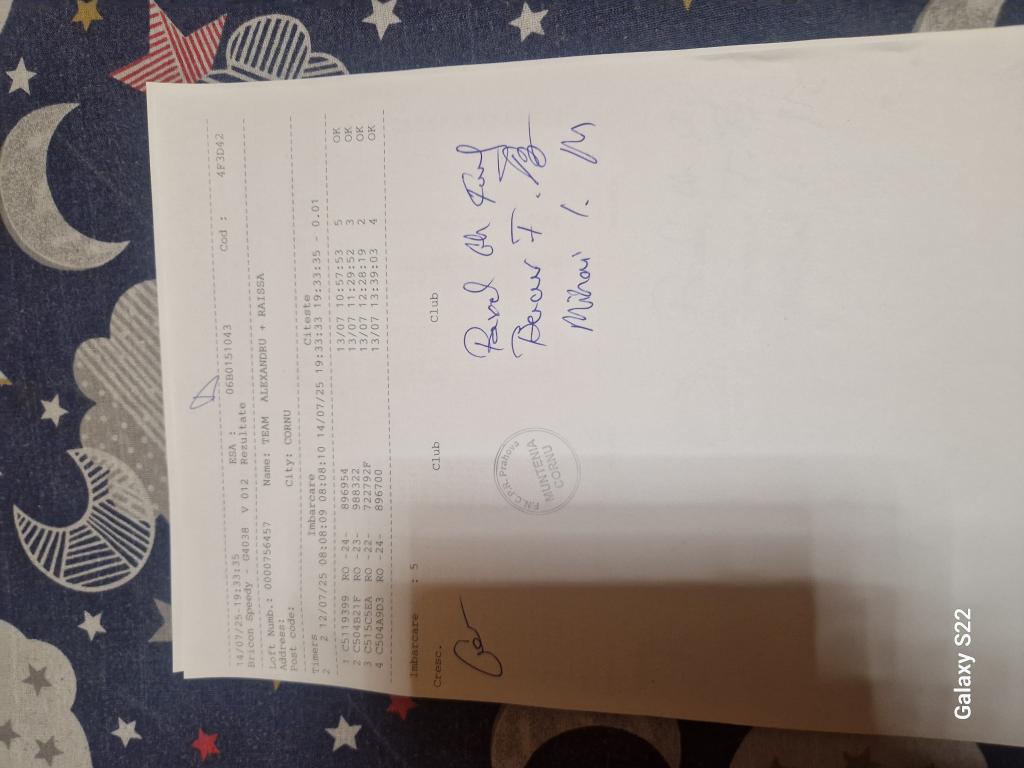 14/07/25-19:33:35 ESA : 06B0151043 Cod : 4F3D42
Bricon Speedy - G4038 V 012 Rezultate
Loft Numb.: 0000756457 Name: TEAM ALEXANDRU + RAISSA
Address:
Post code: City: CORNU
Timers Imbarcare Citeste
2 2 12/07/25 08:08:09 08:08:10 14/07/25 19:33:33 19:33:35 - 0.01
1 C5119399 RO -24- 896954 13/07 10:57:53 5 OK
2 C504B21F RO -23- 988322 13/07 11:29:52 3 OK
3 C515C5EA RO -22- 722792F 13/07 12:28:19 2 OK
4 C504A9D3 RO -24- 896700 13/07 13:39:03 4 OK
Imbarcare : 5
Cresc. Club Club
F.N.C.P.R. Prahova
MUNTENIA
CORNU
Mihai I.
Galaxy S22